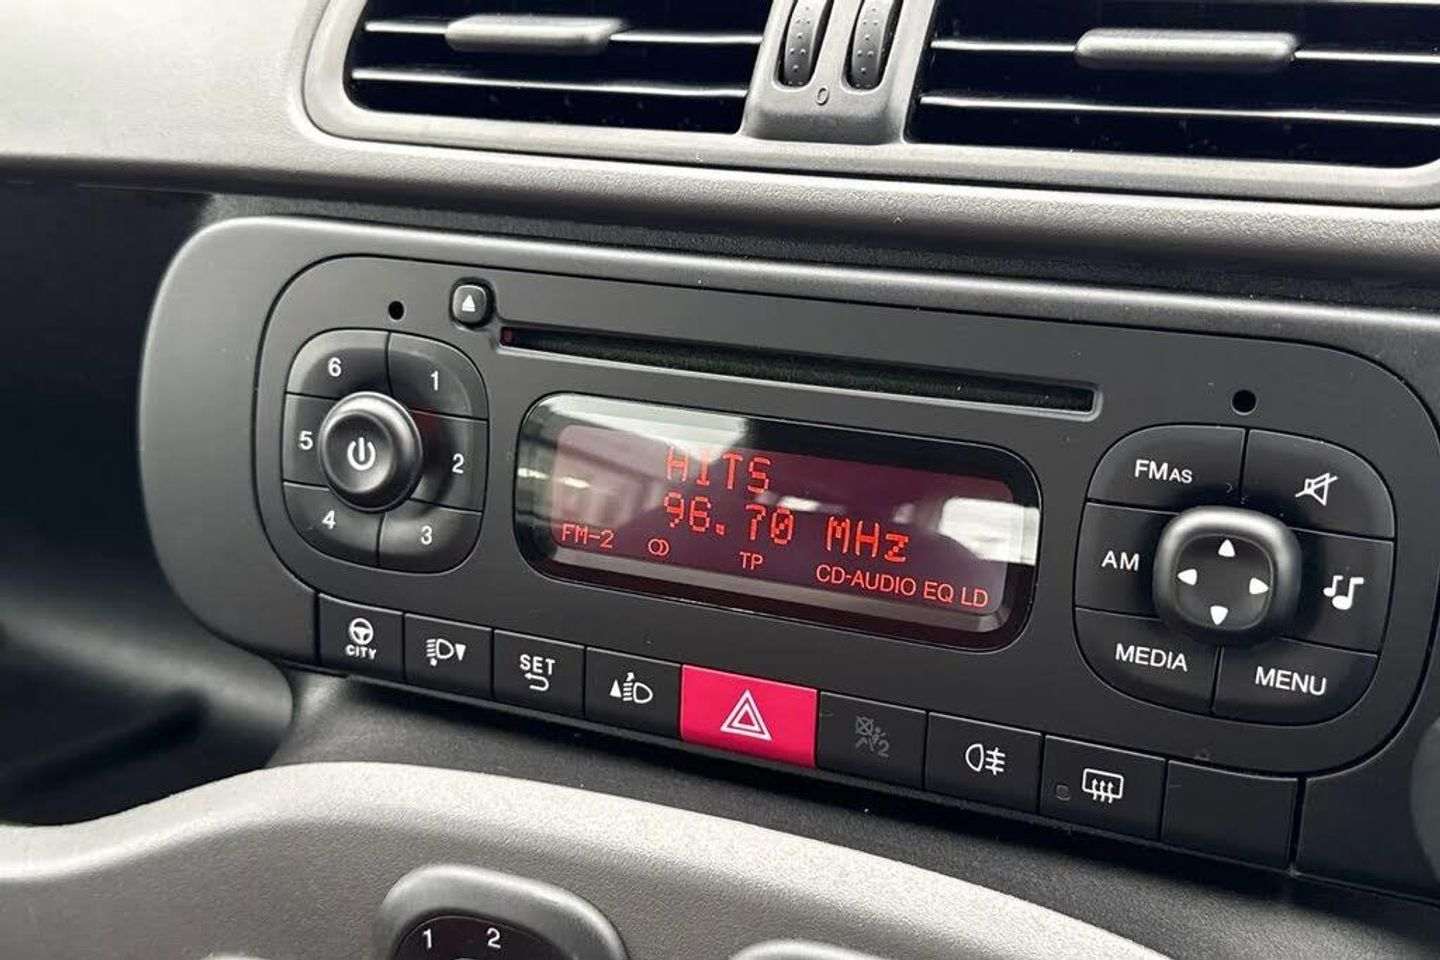 6
1
5
2
4
3
HITS
96.70 MHz
FM-2 TP CD-AUDIO EQ LD
FMAS
AM
MEDIA
MENU
CITY
SET
2
1 2